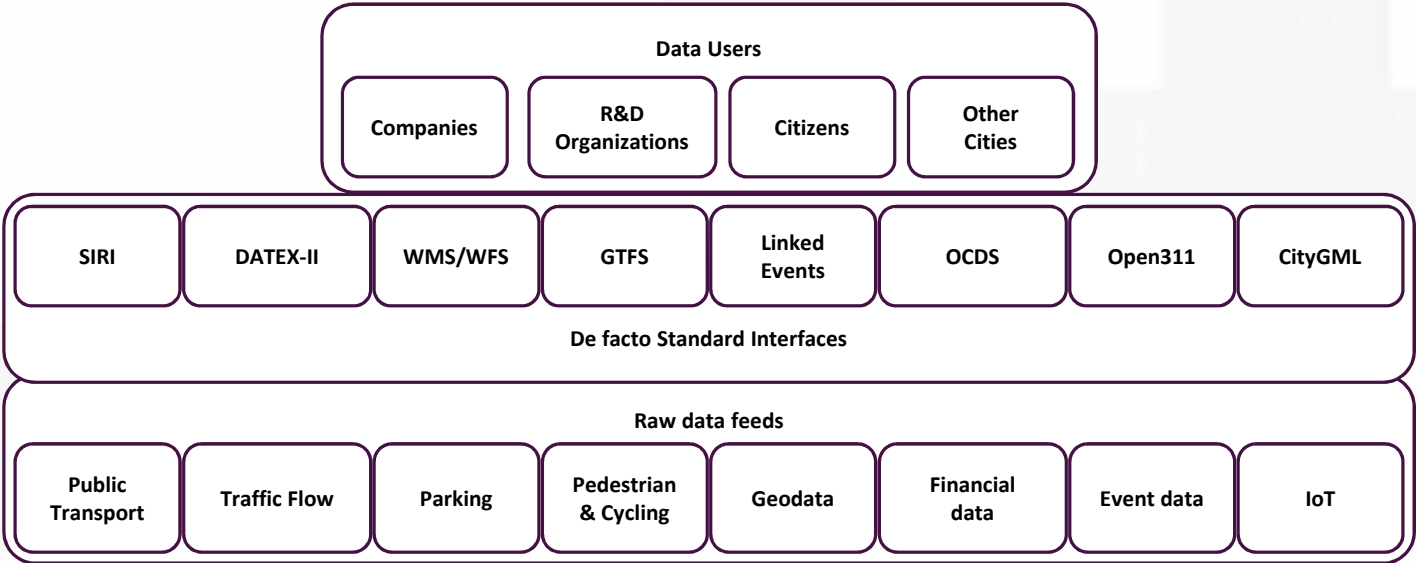 Data Users
Companies
R&D
Organizations
Citizens
Other
Cities
SIRI
DATEX-II
WMS/WFS
GTFS
Linked
Events
OCDS
Open311
CityGML
De facto Standard Interfaces
Raw data feeds
Public
Transport
Traffic Flow
Parking
Pedestrian
& Cycling
Geodata
Financial
data
Event data
IoT